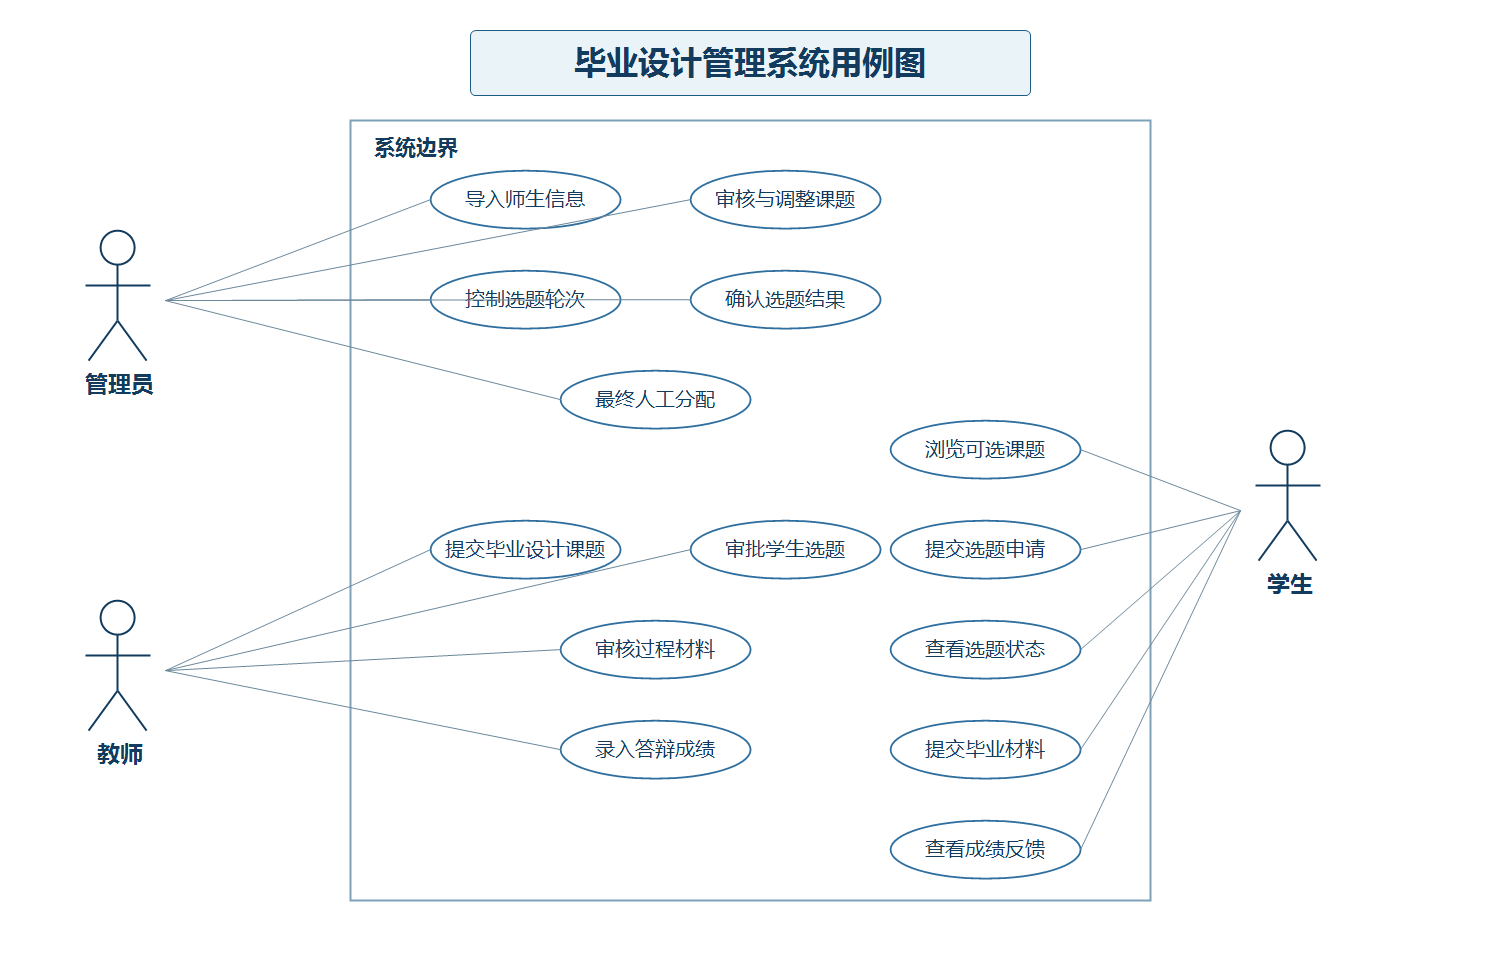 毕业设计管理系统用例图
系统边界
导入师生信息
审核与调整课题
控制选题轮次
确认选题结果
管理员
最终人工分配
浏览可选课题
提交毕业设计课题
审批学生选题
提交选题申请
学生
审核过程材料
查看选题状态
教师
录入答辩成绩
提交毕业材料
查看成绩反馈